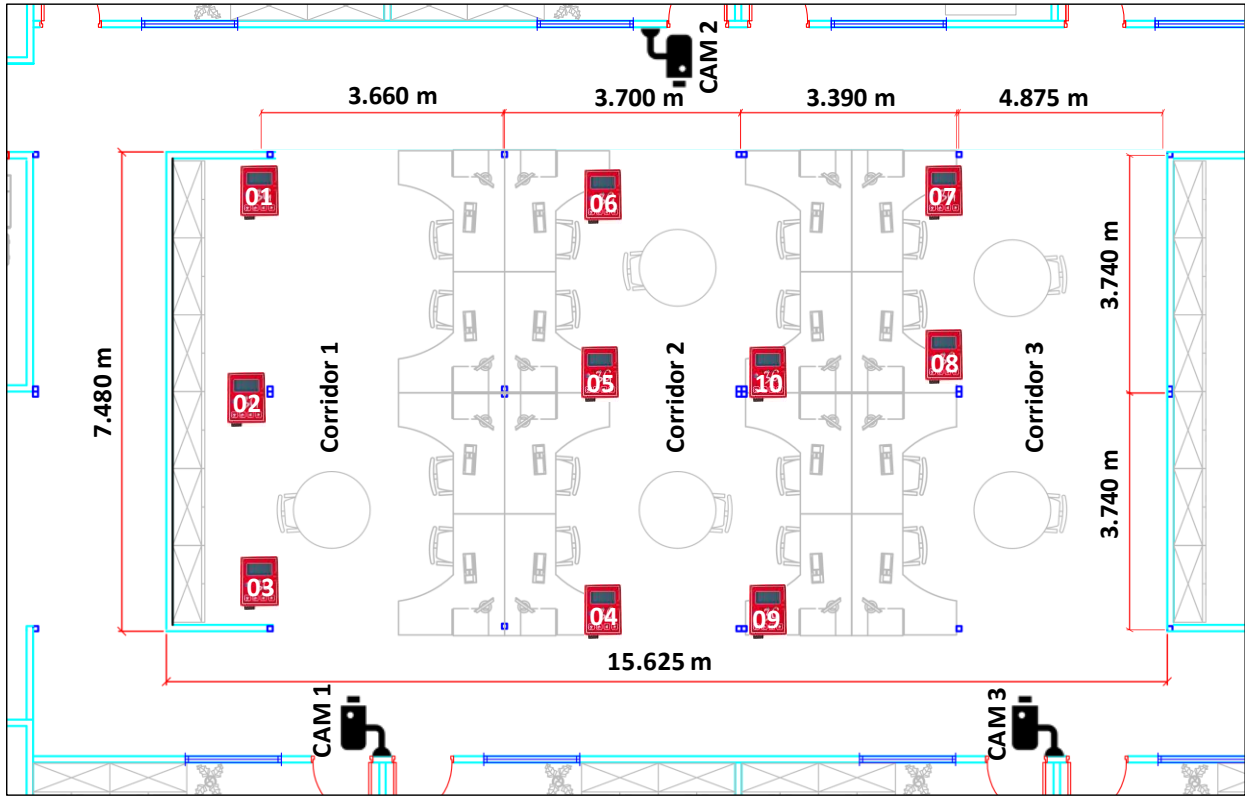 CAM 2
3.660 m
3.700 m
3.390 m
4.875 m
01
06
07
3.740 m
7.480 m
Corridor 1
Corridor 2
Corridor 3
02
05
10
08
3.740 m
03
04
09
15.625 m
CAM 1
CAM 3